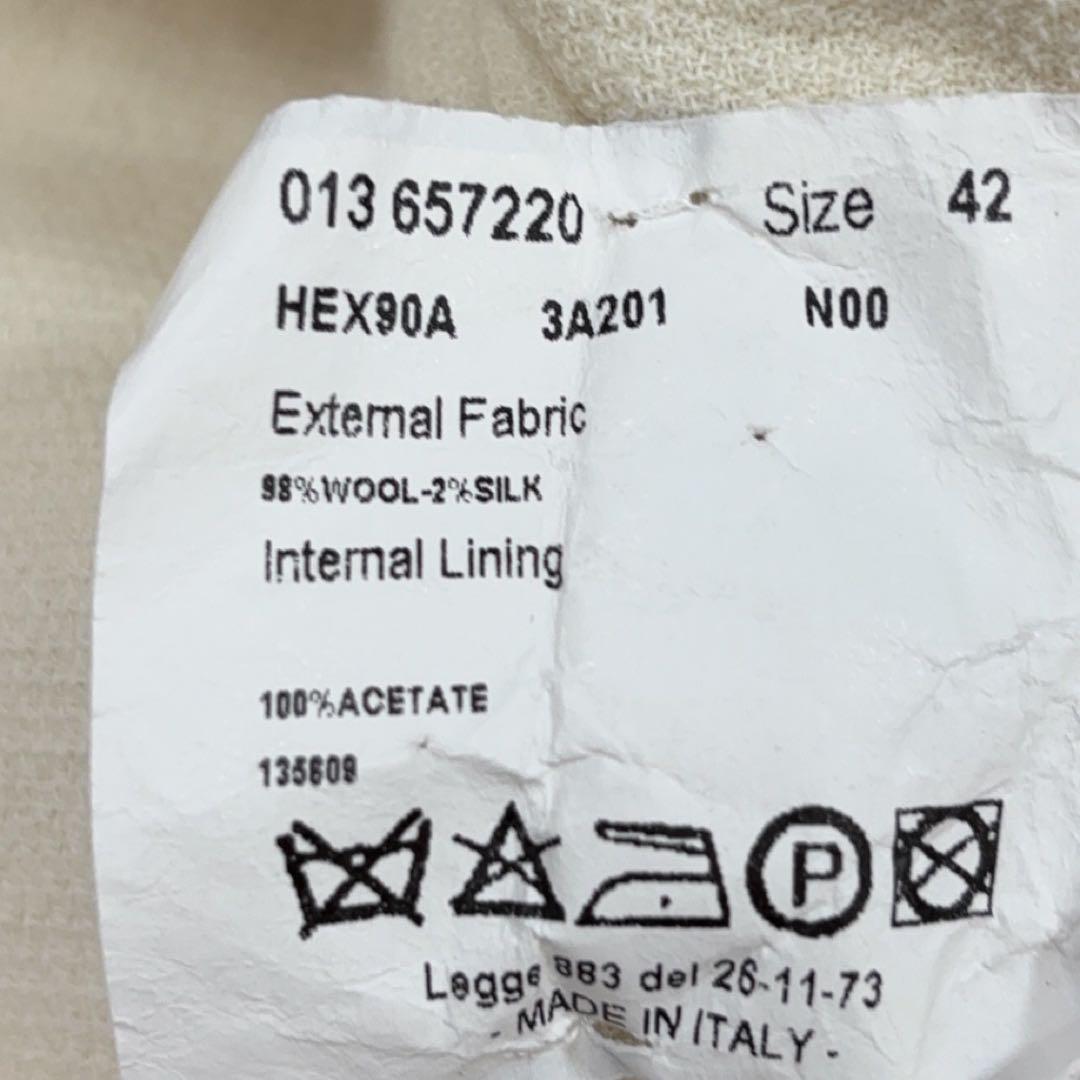 013 657220 Size 42
HEX90A 3A201 N00
External Fabric
98%WOOL-2%SILK
Internal Lining
100%ACETATE
135609
P
Legge 883 del 26-11-73
- MADE IN ITALY -